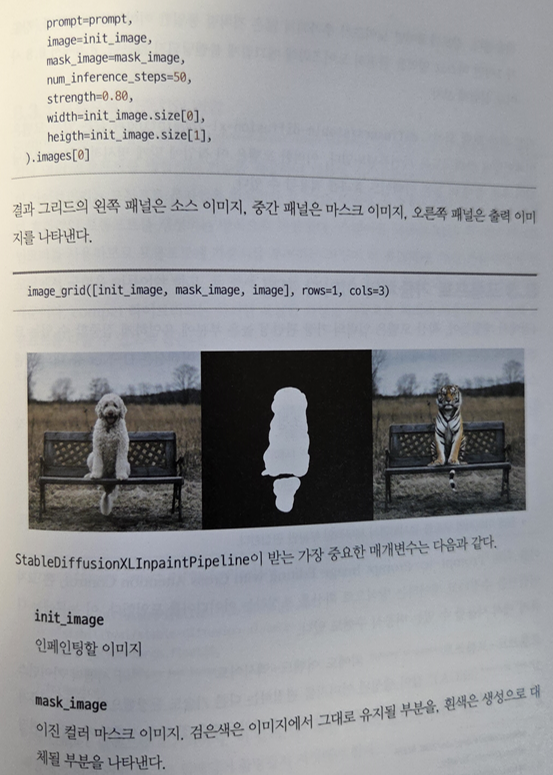 prompt=prompt,
image=init_image,
mask_image=mask_image,
num_inference_steps=50,
strength=0.80,
width=init_image.size[0],
heigth=init_image.size[1],
).images[0]
결과 그리드의 왼쪽 패널은 소스 이미지, 중간 패널은 마스크 이미지, 오른쪽 패널은 출력 이미
지를 나타낸다.
image_grid([init_image, mask_image, image], rows=1, cols=3)
StableDiffusionXLInpaintPipeline이 받는 가장 중요한 매개변수는 다음과 같다.
init_image
인페인팅할 이미지
mask_image
이진 컬러 마스크 이미지. 검은색은 이미지에서 그대로 유지될 부분을, 흰색은 생성으로 대
체될 부분을 나타낸다.